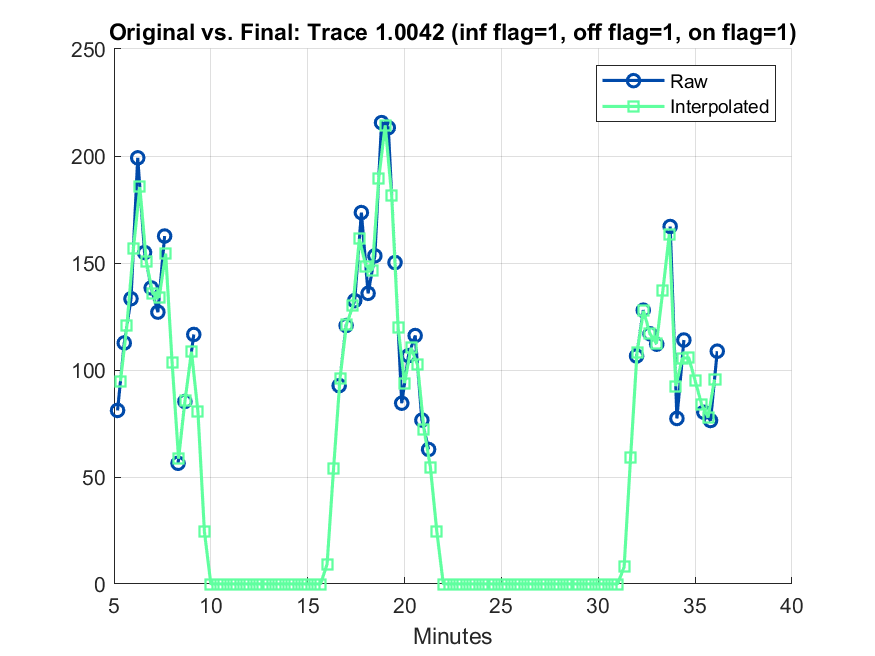 Original vs. Final: Trace 1.0042 (inf flag=1, off flag=1, on flag=1)
250
Raw
Interpolated
200
150
100
50
0
5 10 15 20 25 30 35 40
Minutes